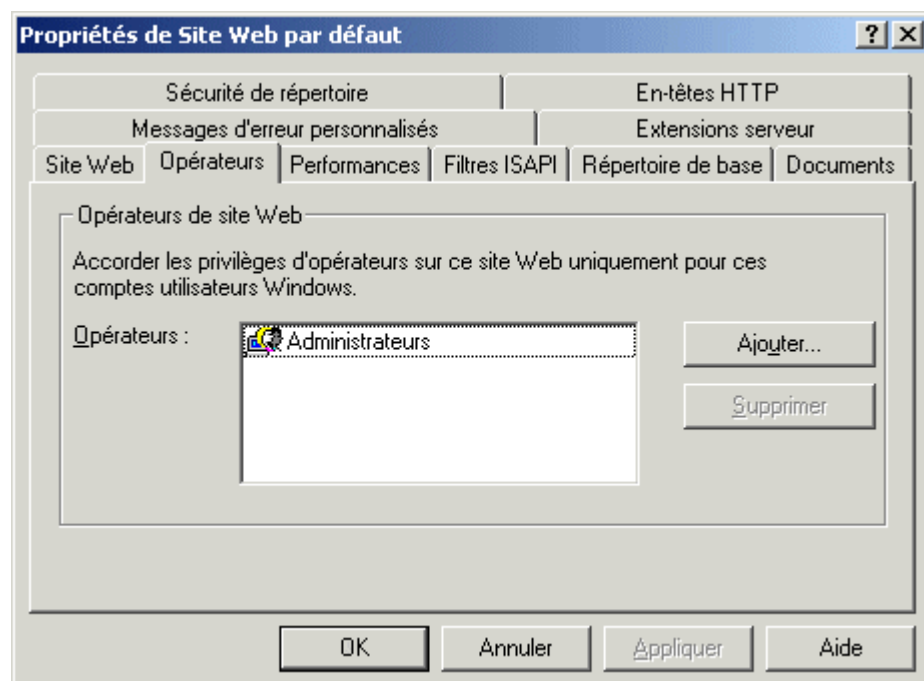 Propriétés de Site Web par défaut
Sécurité de répertoire En-têtes HTTP
Messages d'erreur personnalisés Extensions serveur
Site Web Opérateurs Performances Filtres ISAPI Répertoire de base Documents
Opérateurs de site Web
Accorder les privilèges d'opérateurs sur ce site Web uniquement pour ces
comptes utilisateurs Windows.
Opérateurs : Administrateurs Ajouter...
Supprimer
OK Annuler Appliquer Aide